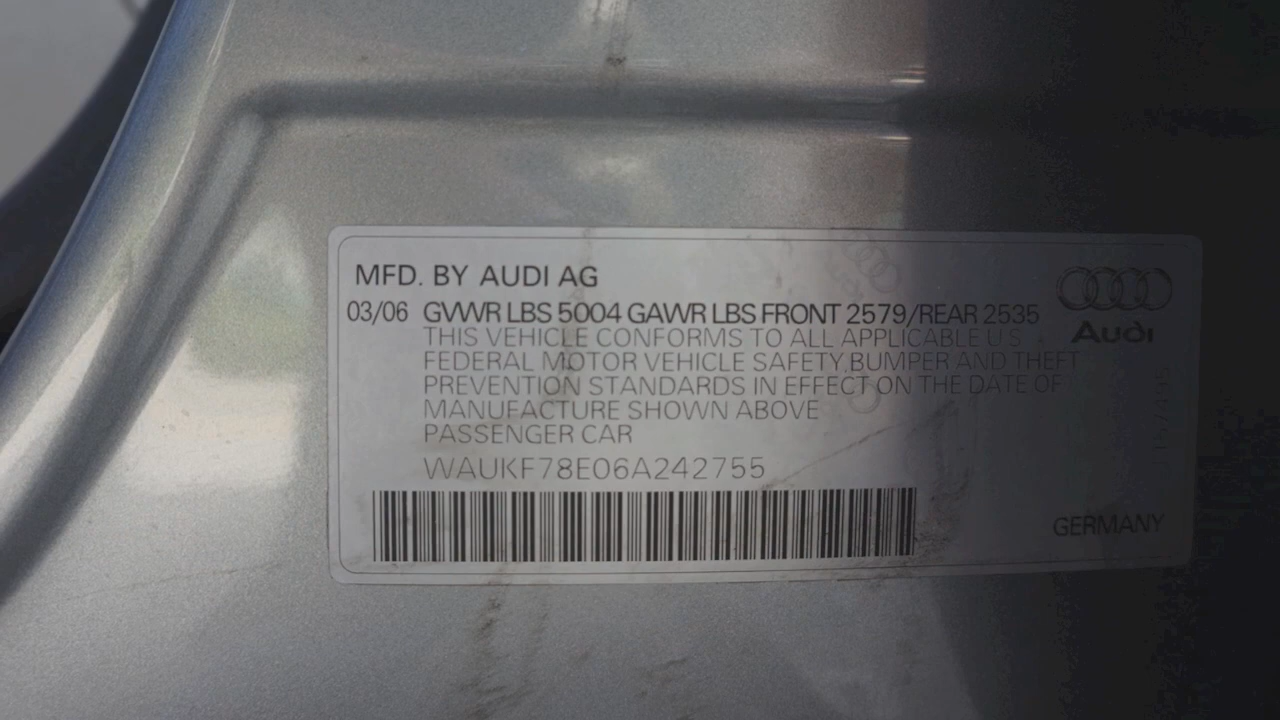 MFD. BY AUDI AG
03/06 GVWR LBS 5004 GAWR LBS FRONT 2579/REAR 2535
THIS VEHICLE CONFORMS TO ALL APPLICABLE U S
FEDERAL MOTOR VEHICLE SAFETY,BUMPER AND THEFT
PREVENTION STANDARDS IN EFFECT ON THE DATE OF
MANUFACTURE SHOWN ABOVE
PASSENGER CAR
WAUKF78E06A242755
Audi
GERMANY